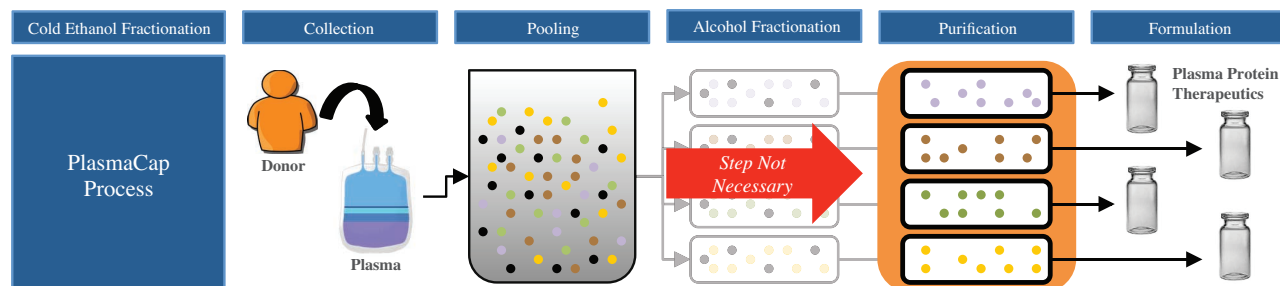 Cold Ethanol Fractionation
Collection
Pooling
Alcohol Fractionation
Purification
Formulation
PlasmaCap
Process
Donor
Plasma
Step Not
Necessary
Plasma Protein
Therapeutics